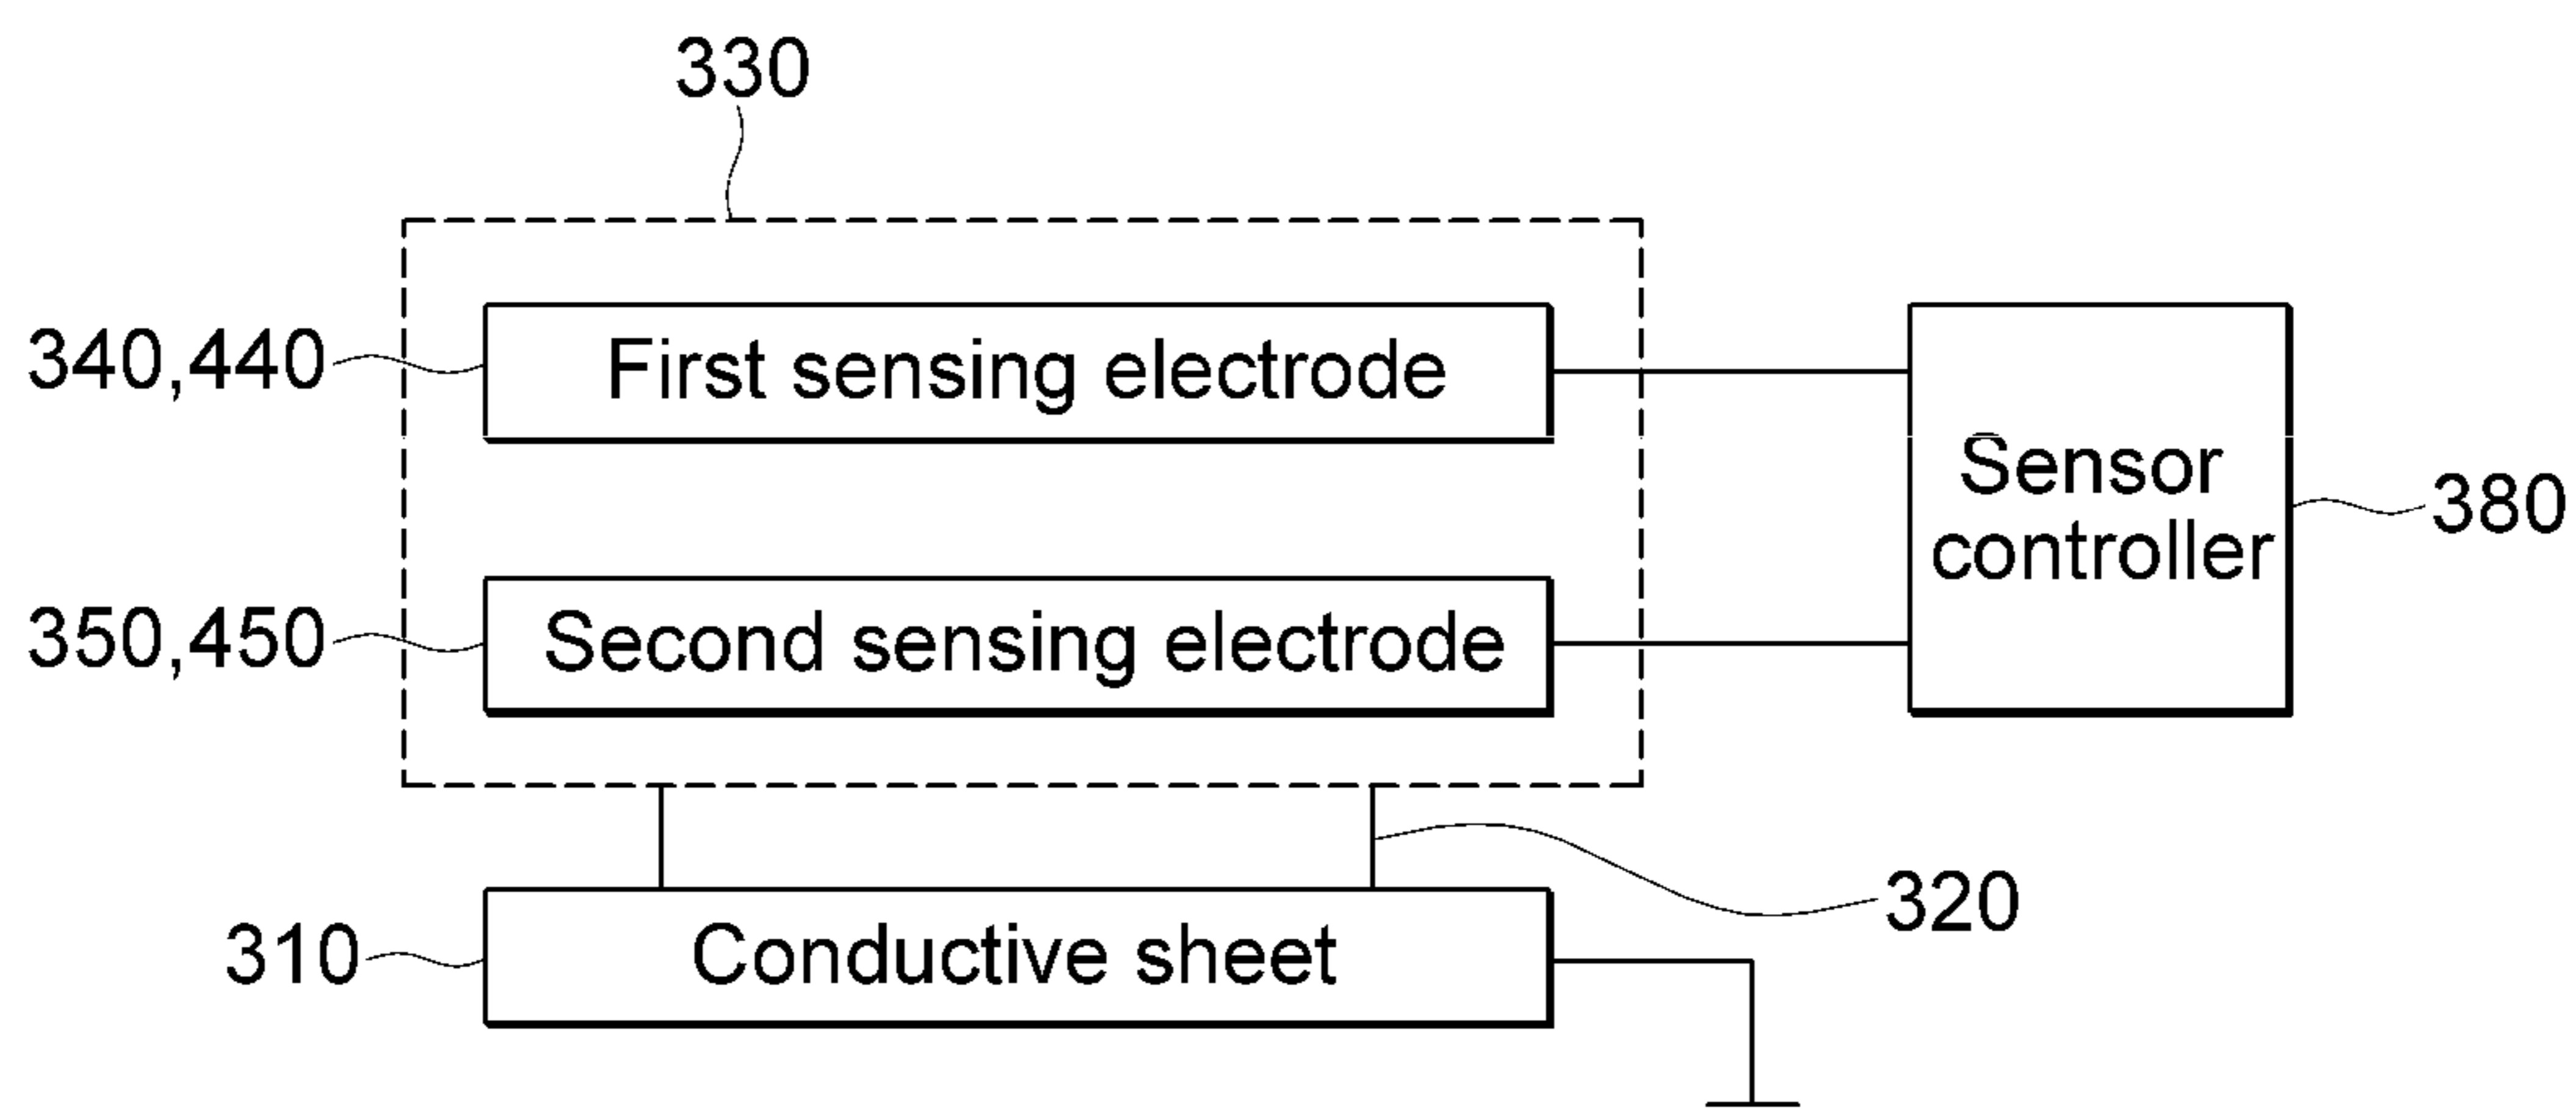 330
340,440
First sensing electrode
Sensor
controller
380
350,450
Second sensing electrode
320
310
Conductive sheet